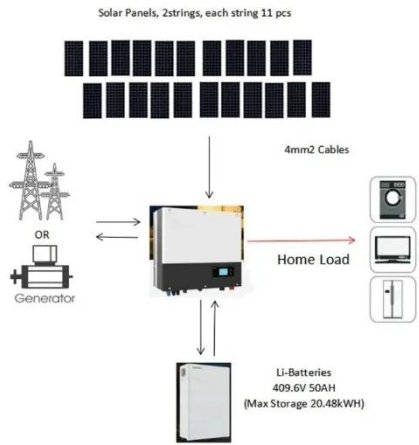 Solar Panels, 2strings, each string 11 pcs
4mm2 Cables
OR
Generator
Home Load
Li-Batteries
409.6V 50AH
(Max Storage 20.48kWH)